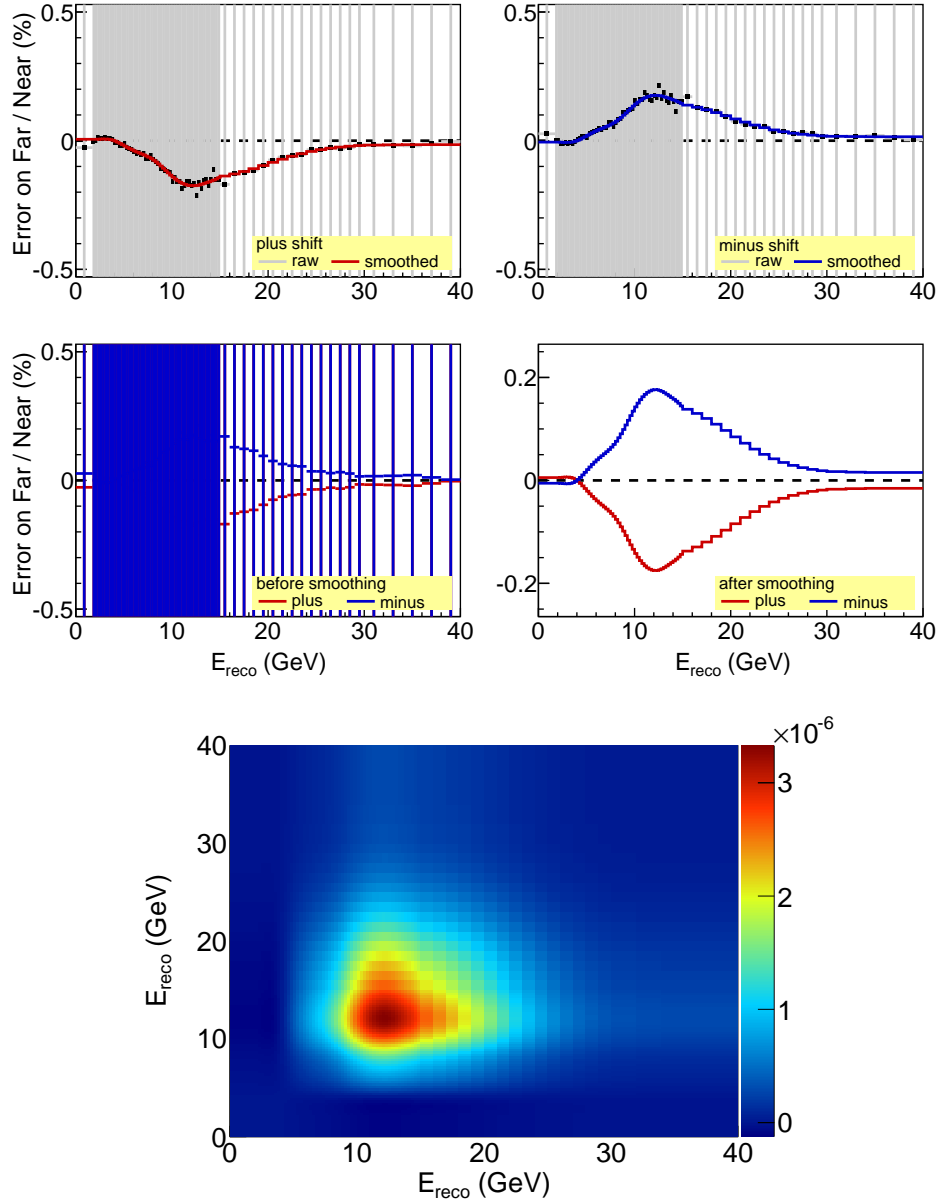 Error on Far / Near (%)
0.5
0
-0.5
0 10 20 30 40
plus shift
raw smoothed
0.5
0
-0.5
0 10 20 30 40
minus shift
raw smoothed
Error on Far / Near (%)
0.5
0
-0.5
0 10 20 30 40
before smoothing
plus minus
E_reco (GeV)
0.2
0
-0.2
0 10 20 30 40
after smoothing
plus minus
E_reco (GeV)
×10^-6
E_reco (GeV)
40
30
20
10
0
0 10 20 30 40
E_reco (GeV)
3
2
1
0